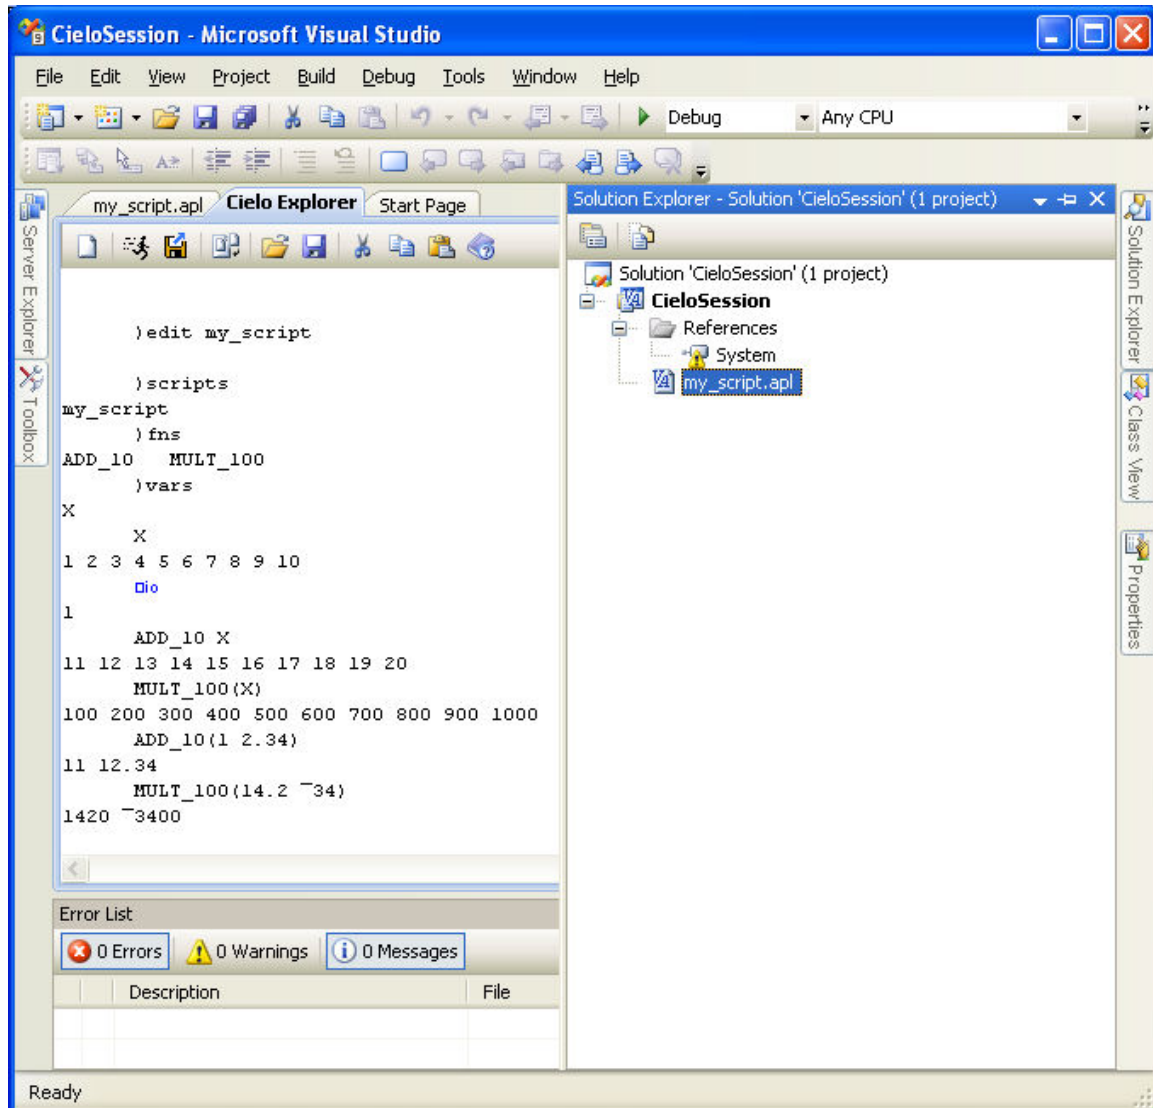 CieloSession - Microsoft Visual Studio
File Edit View Project Build Debug Tools Window Help
Debug Any CPU
Server Explorer
Toolbox
my_script.apl Cielo Explorer Start Page
)edit my_script
)scripts
my_script
)fns
ADD_10 MULT_100
)vars
X
X
1 2 3 4 5 6 7 8 9 10
⎕io
1
ADD_10 X
11 12 13 14 15 16 17 18 19 20
MULT_100(X)
100 200 300 400 500 600 700 800 900 1000
ADD_10(1 2.34)
11 12.34
MULT_100(14.2 ¯34)
1420 ¯3400
Error List
0 Errors 0 Warnings 0 Messages
Description File
Solution Explorer - Solution 'CieloSession' (1 project)
Solution 'CieloSession' (1 project)
CieloSession
References
System
my_script.apl
Solution Explorer
Class View
Properties
Ready